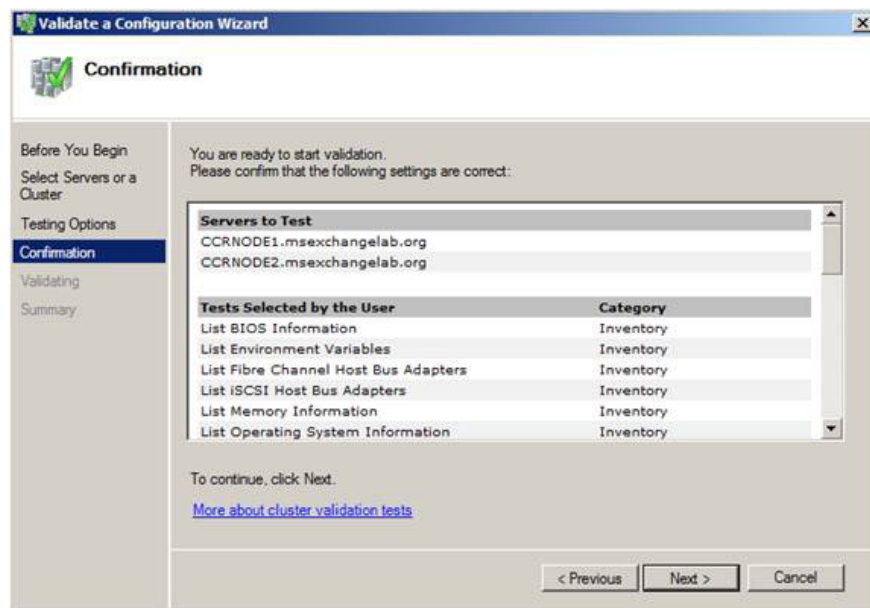 Validate a Configuration Wizard
Confirmation
Before You Begin
Select Servers or a
Cluster
Testing Options
Confirmation
Validating
Summary
You are ready to start validation.
Please confirm that the following settings are correct:
Servers to Test
CCRNODE1.msexchangelab.org
CCRNODE2.msexchangelab.org
Tests Selected by the User Category
List BIOS Information Inventory
List Environment Variables Inventory
List Fibre Channel Host Bus Adapters Inventory
List iSCSI Host Bus Adapters Inventory
List Memory Information Inventory
List Operating System Information Inventory
To continue, click Next.
More about cluster validation tests
< Previous Next > Cancel